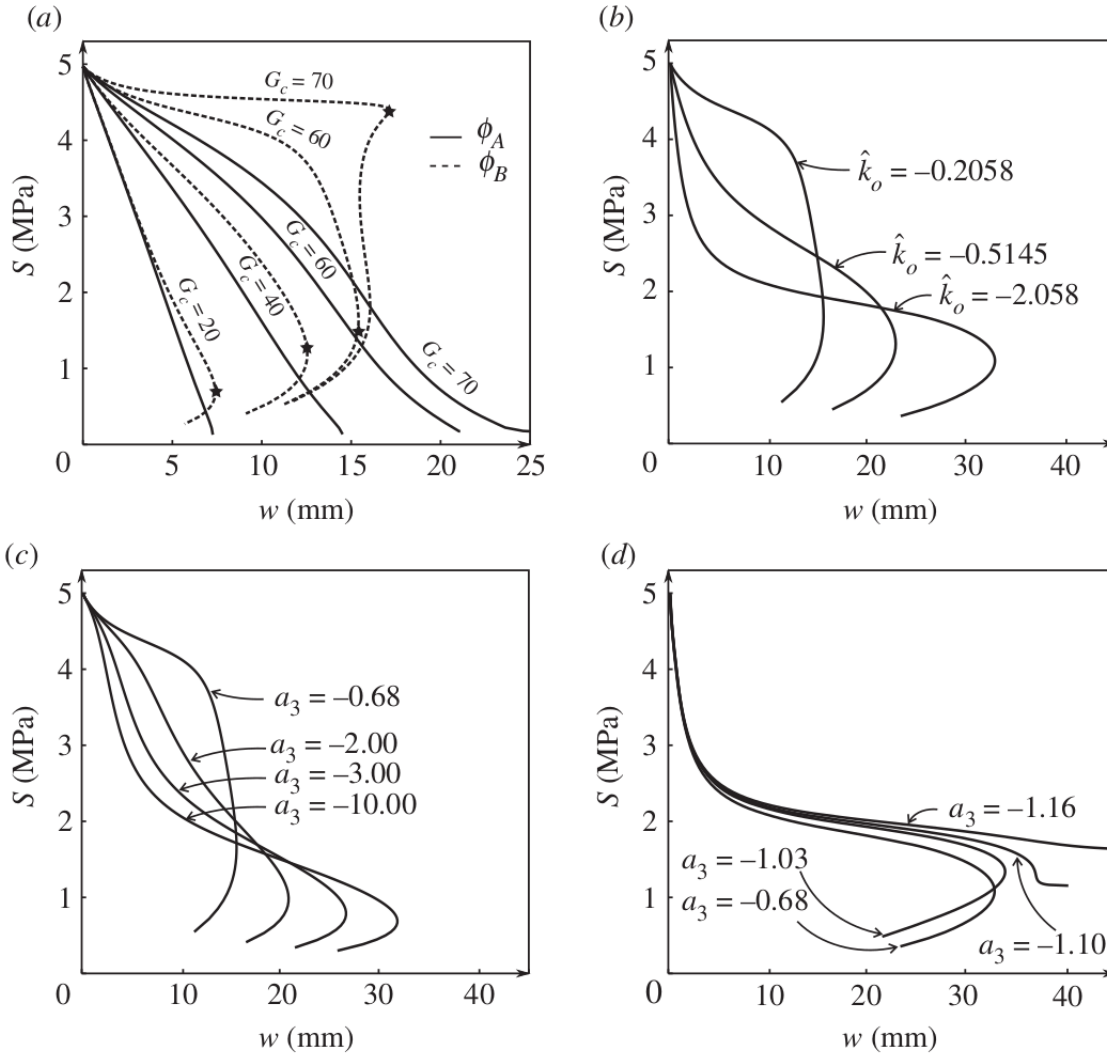 (a)
5
4
3
2
1
0
5
10
15
20
25
S (MPa)
w (mm)
G_c = 70
G_c = 60
G_c = 20
G_c = 40
G_c = 60
G_c = 70
ϕ_A
ϕ_B
(b)
5
4
3
2
1
0
10
20
30
40
S (MPa)
w (mm)
k̂_o = –0.2058
k̂_o = –0.5145
k̂_o = –2.058
(c)
5
4
3
2
1
0
10
20
30
40
S (MPa)
w (mm)
a_3 = –0.68
a_3 = –2.00
a_3 = –3.00
a_3 = –10.00
(d)
5
4
3
2
1
0
10
20
30
40
S (MPa)
w (mm)
a_3 = –1.16
a_3 = –1.03
a_3 = –0.68
a_3 = –1.10